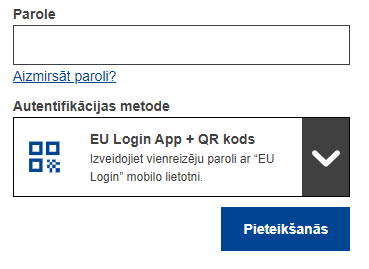 Parole
Aizmirsāt paroli?
Autentifikācijas metode
EU Login App + QR kods
Izveidojiet vienreizēju paroli ar “EU
Login” mobilo lietotni.
Pieteikšanās